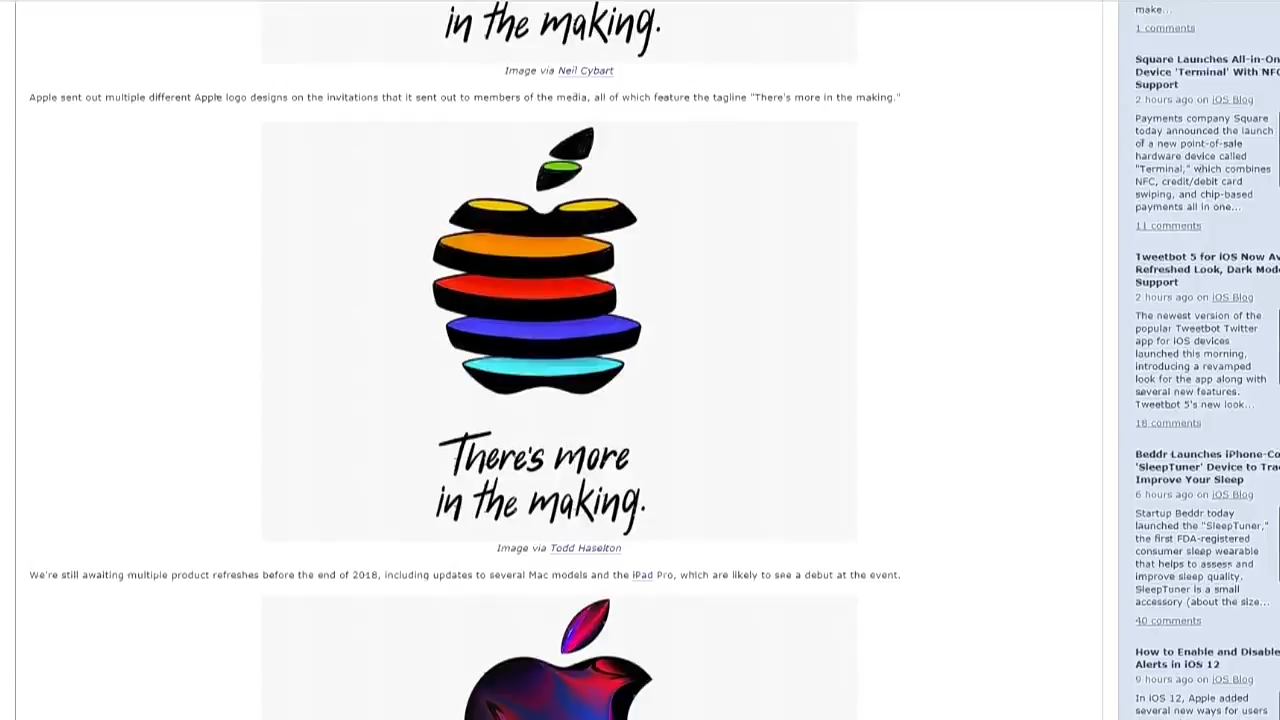 in the making.
Image via Neil Cybart
Apple sent out multiple different Apple logo designs on the invitations that it sent out to members of the media, all of which feature the tagline "There's more in the making."
There's more
in the making.
Image via Todd Haselton
We're still awaiting multiple product refreshes before the end of 2018, including updates to several Mac models and the iPad Pro, which are likely to see a debut at the event.
make...
1 comments
Square Launches All-in-On
Device 'Terminal' With NFC
Support
2 hours ago on iOS Blog
Payments company Square
today announced the launch
of a new point-of-sale
hardware device called
"Terminal," which combines
NFC, credit/debit card
swiping, and chip-based
payments all in one...
11 comments
Tweetbot 5 for iOS Now Av
Refreshed Look, Dark Mod
Support
2 hours ago on iOS Blog
The newest version of the
popular Tweetbot Twitter
app for iOS devices
launched this morning,
introducing a revamped
look for the app along with
several new features.
Tweetbot 5's new look...
18 comments
Beddr Launches iPhone-Co
'SleepTuner' Device to Tra
Improve Your Sleep
6 hours ago on iOS Blog
Startup Beddr today
launched the "SleepTuner,"
the first FDA-registered
consumer sleep wearable
that helps to assess and
improve sleep quality.
SleepTuner is a small
accessory (about the size...
40 comments
How to Enable and Disable
Alerts in iOS 12
9 hours ago on iOS Blog
In iOS 12, Apple added
several new ways for users